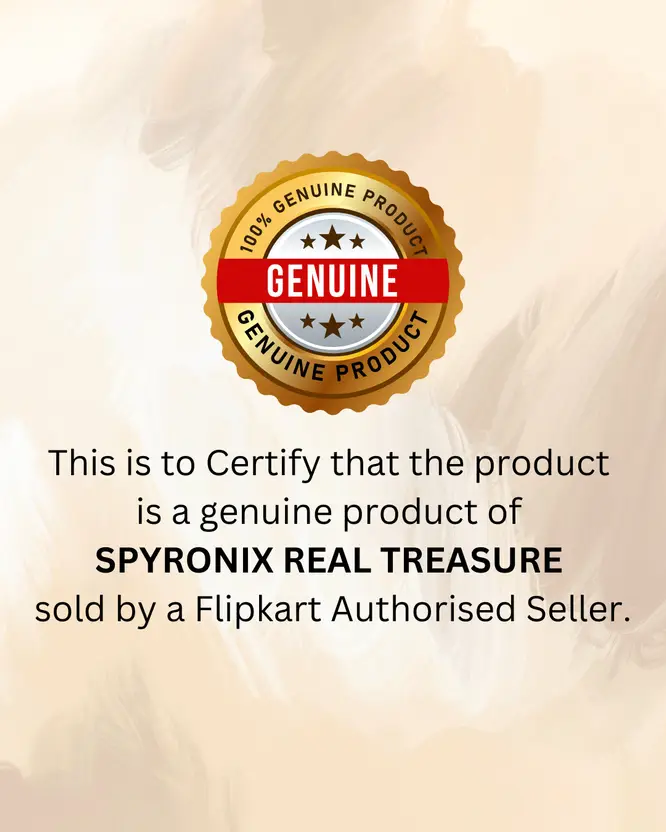 100% GENUINE PRODUCT
GENUINE
GENUINE PRODUCT
This is to Certify that the product
is a genuine product of
SPYRONIX REAL TREASURE
sold by a Flipkart Authorised Seller.